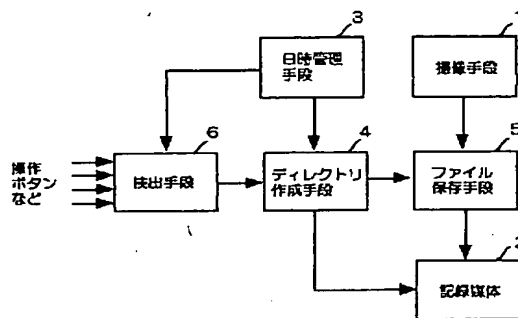 3
日時管理
手段
撮像手段
6
4
5
操作
ボタン
など
検出手段
ディレクトリ
作成手段
ファイル
保存手段
記録媒体